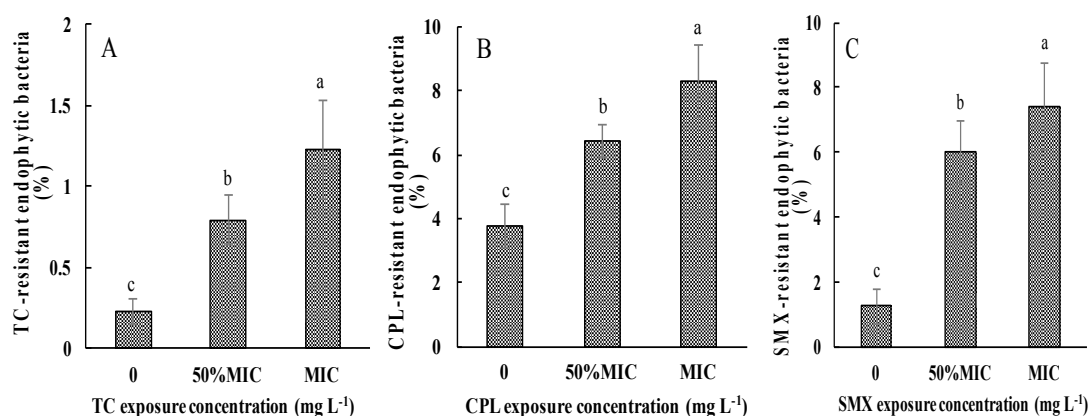 A
TC-resistant endophytic bacteria
(%)
2
1.5
1
0.5
0
c
b
a
0 50%MIC MIC
TC exposure concentration (mg L-1)
B
CPL-resistant endophytic bacteria
(%)
10
8
6
4
2
0
c
b
a
0 50%MIC MIC
CPL exposure concentration (mg L-1)
C
SMX-resistant endophytic bacteria
(%)
10
8
6
4
2
0
c
b
a
0 50%MIC MIC
SMX exposure concentration (mg L-1)